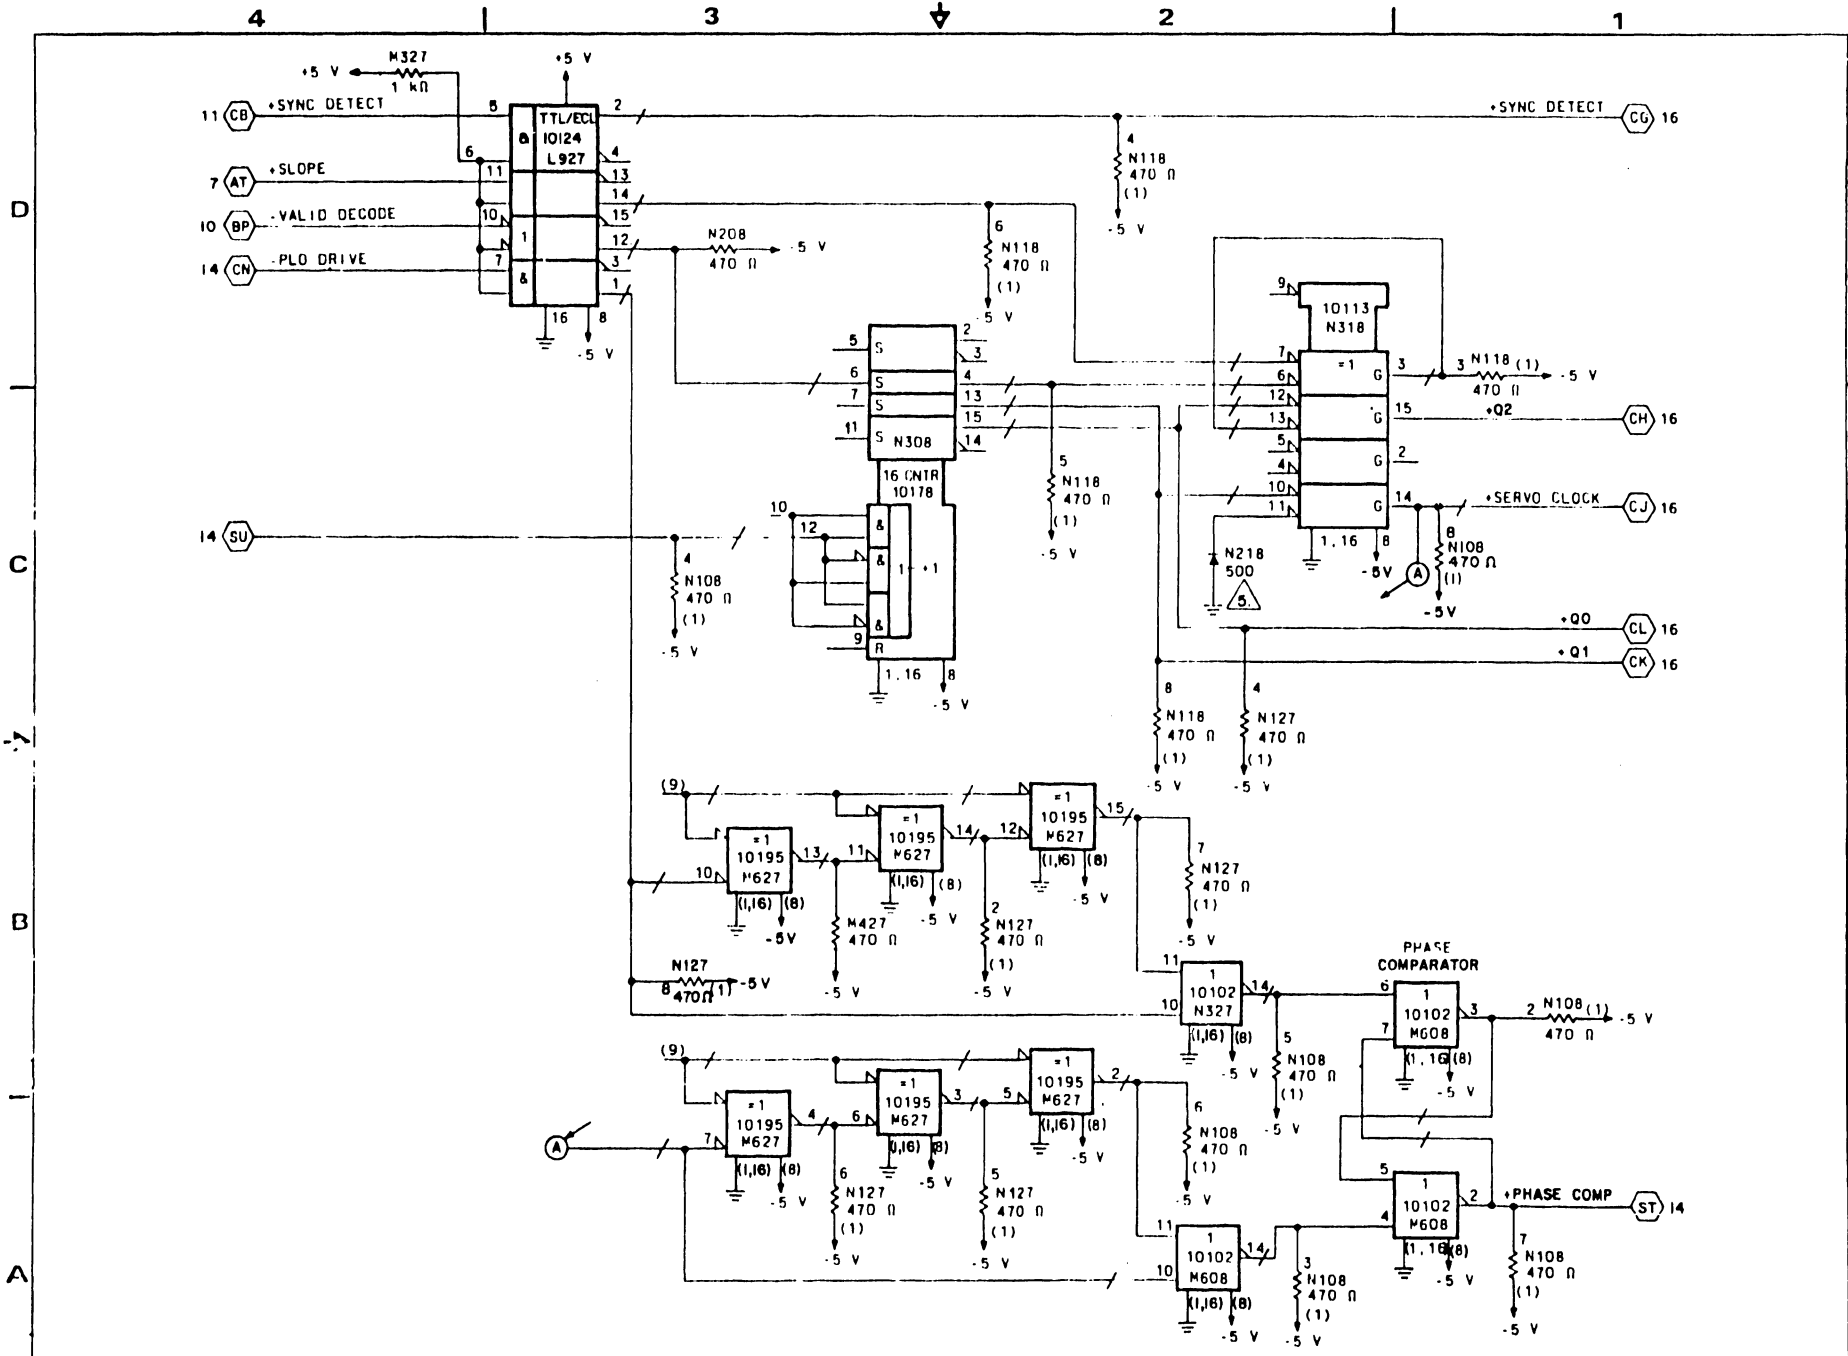 4 3 2 1
M327
+5 V
1 kΩ
+5 V
11 CB +SYNC DETECT 5
TTL/ECL
10124
L927
&
2
4
N118
470 Ω
(1)
-5 V
+SYNC DETECT CG 16
6
4
7 AT +SLOPE 11
13
14
D
10 BP -VALID DECODE 10
1
15
12
N208
470 Ω
-5 V
6
N118
470 Ω
(1)
-5 V
14 CN -PLO DRIVE 7
&
3
1
16
8
-5 V
9
10113
N318
7
=1
G
3
3 N118 (1)
470 Ω
-5 V
6
12
13
G
15
+Q2 CH 16
5
4
G
2
10
11
G
14
+SERVO CLOCK CJ 16
1,16
8
-5V
A
8
N108
470 Ω
(1)
-5V
N218
500
5.
5
S
2
3
6
S
4
7
S
13
15
11
S
N308
14
16 CNTR
10178
5
N118
470 Ω
(1)
-5 V
C
14 SU
4
N108
470 Ω
(1)
-5 V
10
12
&
&
&
1- +1
9
R
1,16
8
-5 V
+Q0 CL 16
+Q1 CK 16
8
N118
470 Ω
(1)
-5 V
4
N127
470 Ω
(1)
-5 V
(9)
10
=1
10195
M627
(1,16) (8)
-5V
13
M427
470 Ω
-5 V
11
=1
10195
M627
(1,16) (8)
-5 V
14
2
N127
470 Ω
(1)
-5 V
12
=1
10195
M627
(1,16) (8)
-5 V
15
7
N127
470 Ω
(1)
-5 V
B
N127
8 470Ω (1)
-5V
11
10
1
10102
N327
(1,16) (8)
-5 V
14
5
N108
470 Ω
(1)
-5 V
PHASE
COMPARATOR
6
7
1
10102
M608
(1,16) (8)
-5 V
3
2 N108 (1)
470 Ω
-5 V
(9)
A
7
=1
10195
M627
(1,16) (8)
-5 V
4
6
N127
470 Ω
(1)
-5 V
6
=1
10195
M627
(1,16) (8)
-5 V
3
5
N127
470 Ω
(1)
-5 V
5
=1
10195
M627
(1,16) (8)
-5 V
2
6
N108
470 Ω
(1)
-5 V
A
11
10
1
10102
M608
(1,16) (8)
-5 V
14
3
N108
470 Ω
(1)
-5 V
5
4
1
10102
M608
(1,16) (8)
-5 V
2
+PHASE COMP ST 14
7
N108
470 Ω
(1)
-5 V